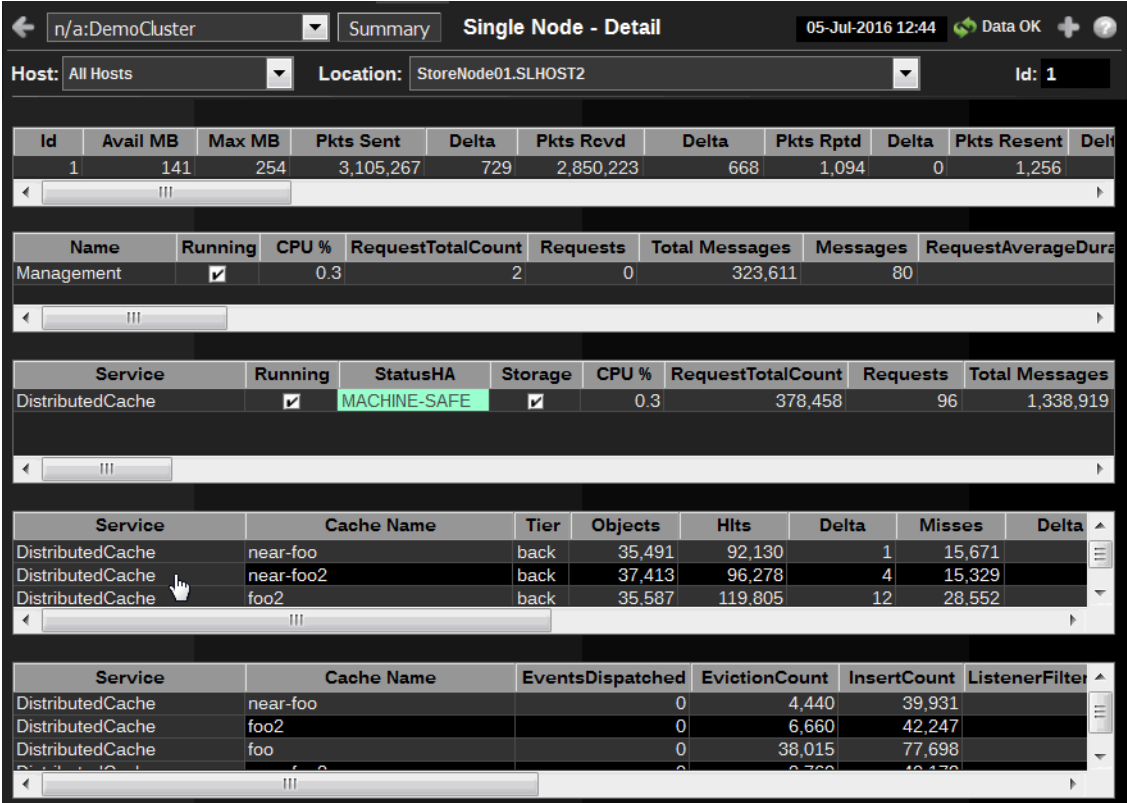 n/a:DemoCluster Summary Single Node - Detail 05-Jul-2016 12:44 Data OK
Host: All Hosts Location: StoreNode01.SLHOST2 Id: 1
Id Avail MB Max MB Pkts Sent Delta Pkts Rcvd Delta Pkts Rptd Delta Pkts Resent Delt
1 141 254 3,105,267 729 2,850,223 668 1,094 0 1,256
Name Running CPU % RequestTotalCount Requests Total Messages Messages RequestAverageDura
Management 0.3 2 0 323,611 80
Service Running StatusHA Storage CPU % RequestTotalCount Requests Total Messages
DistributedCache MACHINE-SAFE 0.3 378,458 96 1,338,919
Service Cache Name Tier Objects HIts Delta Misses Delta
DistributedCache near-foo back 35,491 92,130 1 15,671
DistributedCache near-foo2 back 37,413 96,278 4 15,329
DistributedCache foo2 back 35,587 119,805 12 28,552
Service Cache Name EventsDispatched EvictionCount InsertCount ListenerFilter
DistributedCache near-foo 0 4,440 39,931
DistributedCache foo2 0 6,660 42,247
DistributedCache foo 0 38,015 77,698